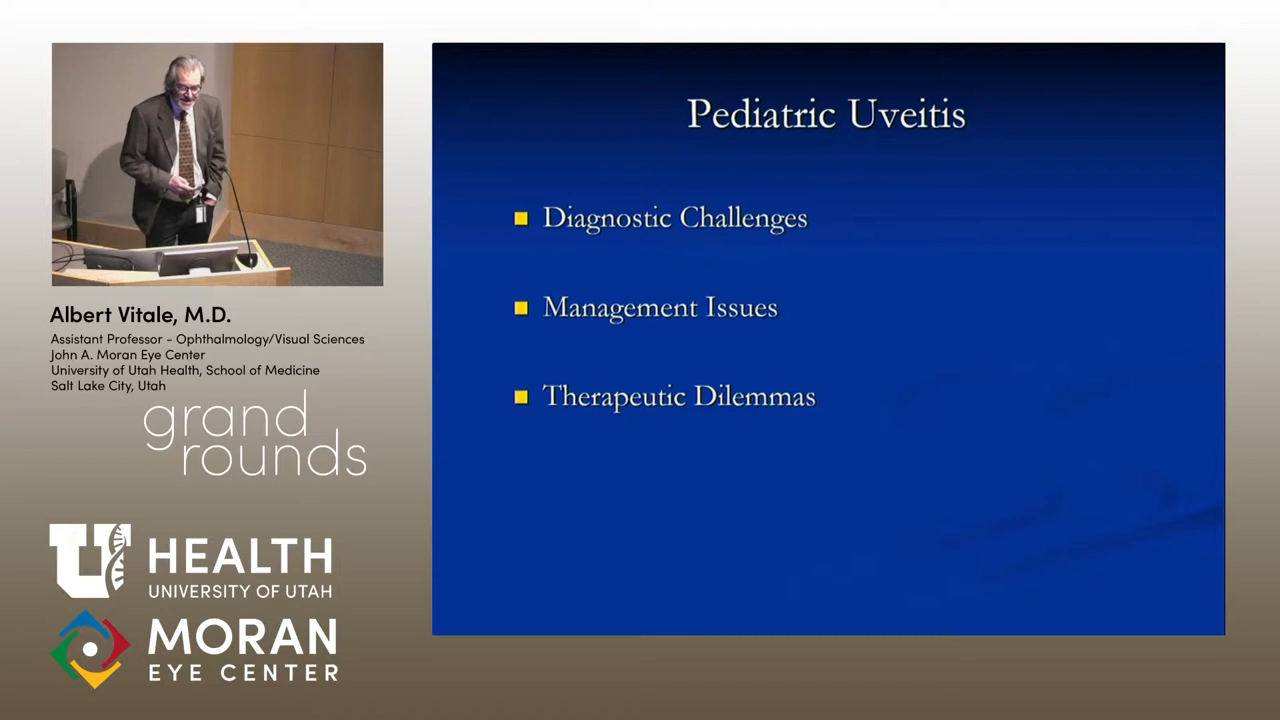 Pediatric Uveitis
Diagnostic Challenges
Management Issues
Therapeutic Dilemmas
Albert Vitale, M.D.
Assistant Professor - Ophthalmology/Visual Sciences
John A. Moran Eye Center
University of Utah Health, School of Medicine
Salt Lake City, Utah
grand
rounds
U HEALTH
UNIVERSITY OF UTAH
MORAN
EYE CENTER